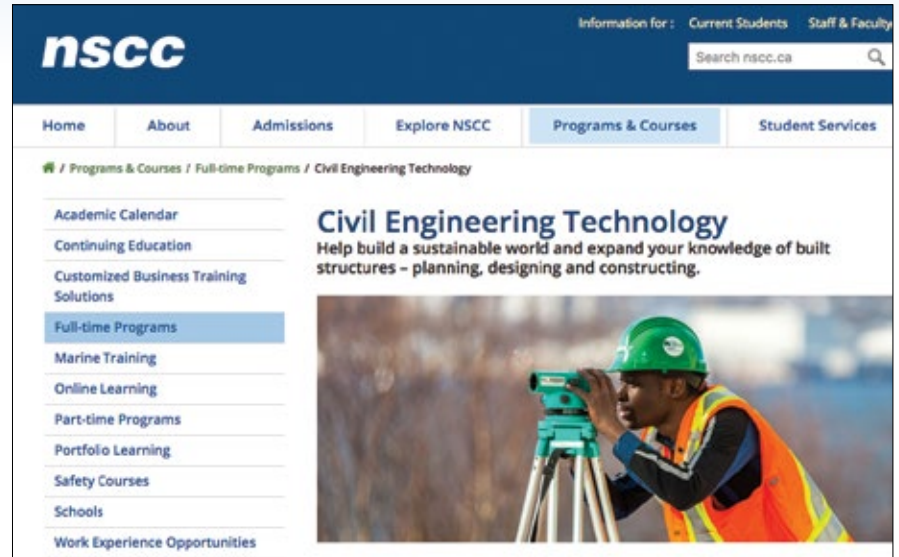 Information for : Current Students Staff & Faculty
nscc
Search nscc.ca
Home About Admissions Explore NSCC Programs & Courses Student Services
/ Programs & Courses / Full-time Programs / Civil Engineering Technology
Academic Calendar
Continuing Education
Customized Business Training
Solutions
Full-time Programs
Marine Training
Online Learning
Part-time Programs
Portfolio Learning
Safety Courses
Schools
Work Experience Opportunities
Civil Engineering Technology
Help build a sustainable world and expand your knowledge of built
structures – planning, designing and constructing.